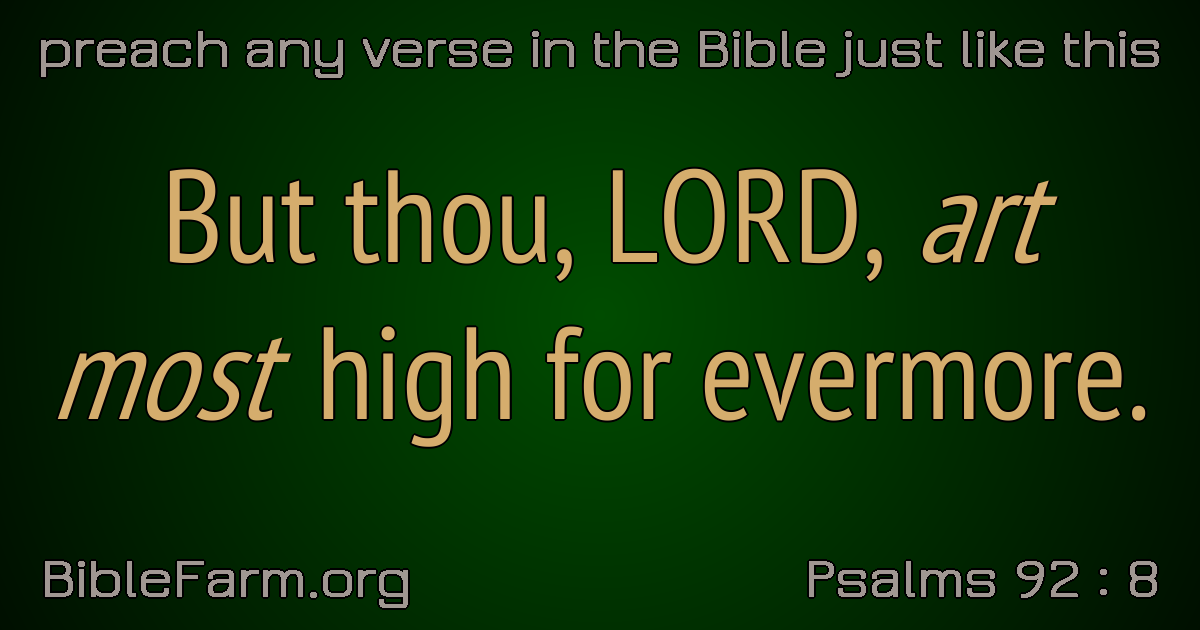 preach any verse in the Bible just like this
But thou, LORD, art
most high for evermore.
BibleFarm.org
Psalms 92 : 8